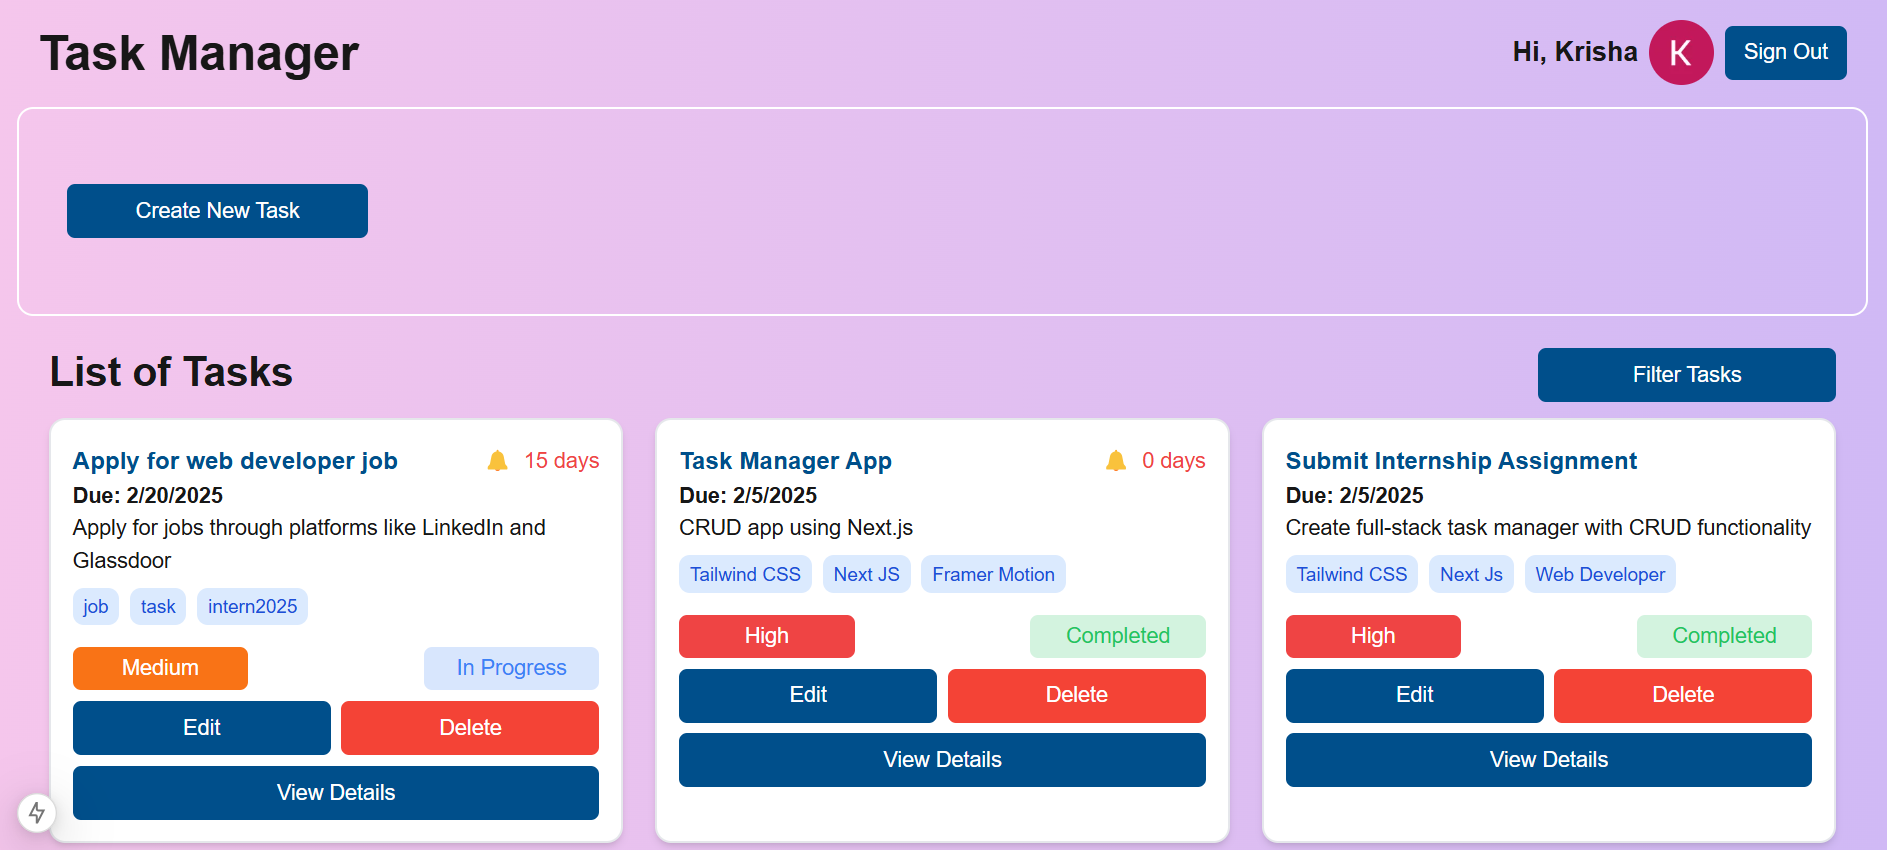 Task Manager
Hi, Krisha
K
Sign Out
Create New Task
List of Tasks
Filter Tasks
Apply for web developer job
15 days
Due: 2/20/2025
Apply for jobs through platforms like LinkedIn and
Glassdoor
job task intern2025
Medium
In Progress
Edit
Delete
View Details
Task Manager App
0 days
Due: 2/5/2025
CRUD app using Next.js
Tailwind CSS Next JS Framer Motion
High
Completed
Edit
Delete
View Details
Submit Internship Assignment
Due: 2/5/2025
Create full-stack task manager with CRUD functionality
Tailwind CSS Next Js Web Developer
High
Completed
Edit
Delete
View Details